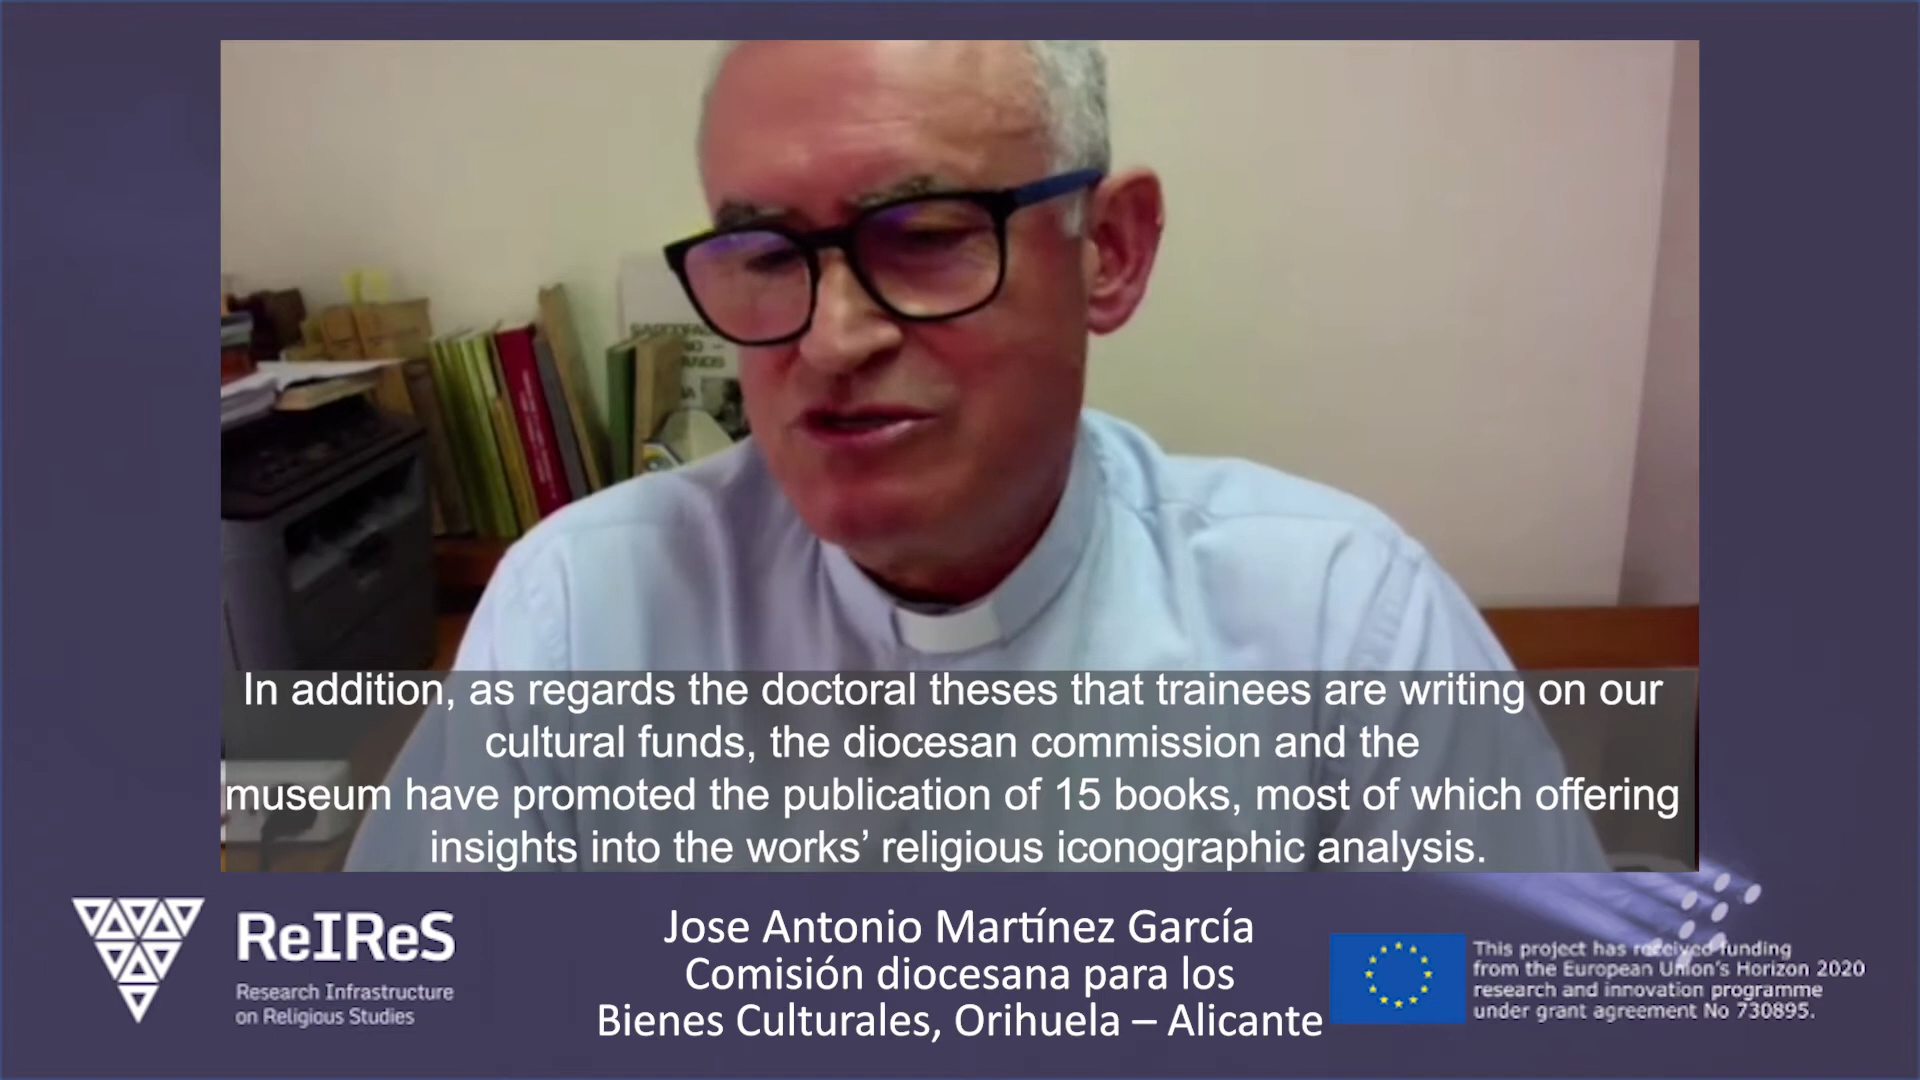 In addition, as regards the doctoral theses that trainees are writing on our
cultural funds, the diocesan commission and the
museum have promoted the publication of 15 books, most of which offering
insights into the works’ religious iconographic analysis.
ReIReS
Research Infrastructure
on Religious Studies
Jose Antonio Martínez García
Comisión diocesana para los
Bienes Culturales, Orihuela – Alicante
This project has received funding
from the European Union's Horizon 2020
research and innovation programme
under grant agreement No 730895.